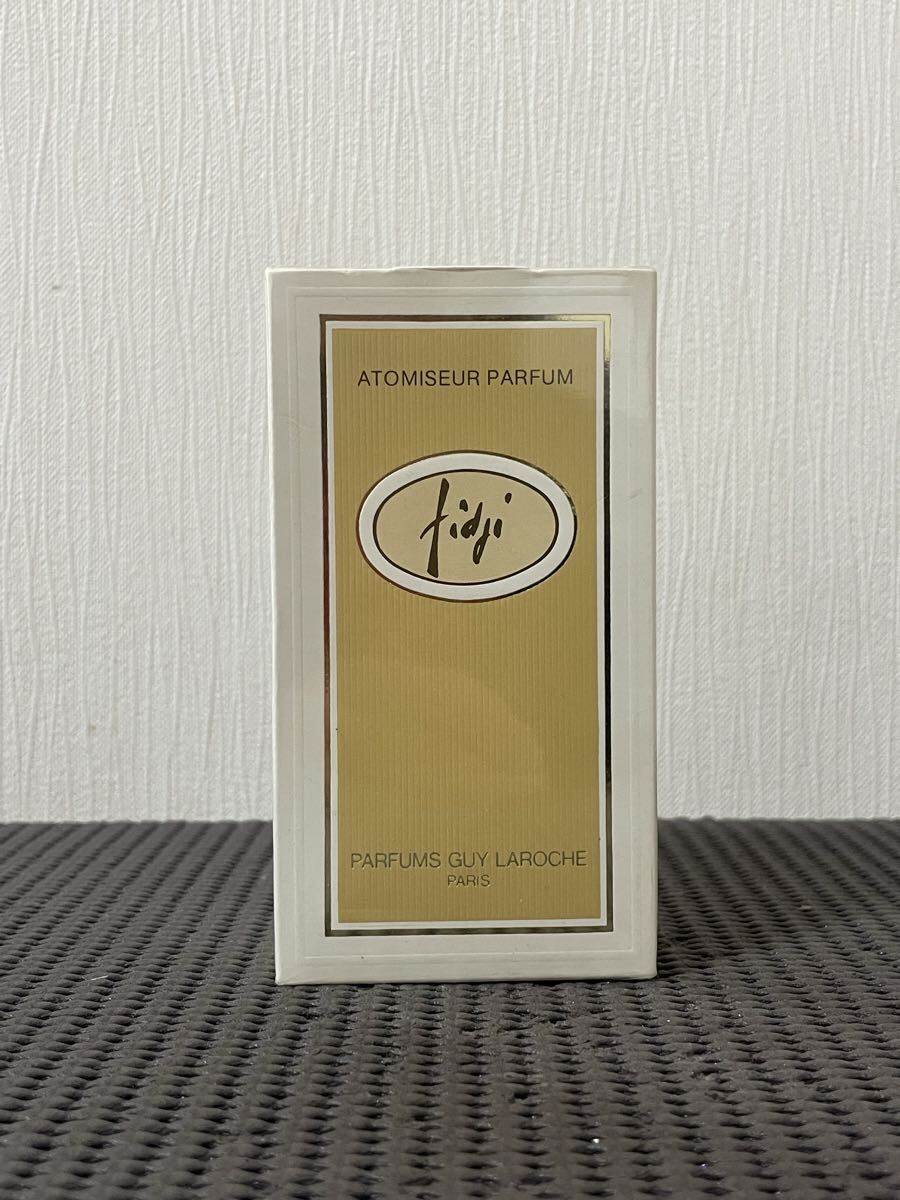 ATOMISEUR PARFUM
fidji
PARFUMS GUY LAROCHE
PARIS